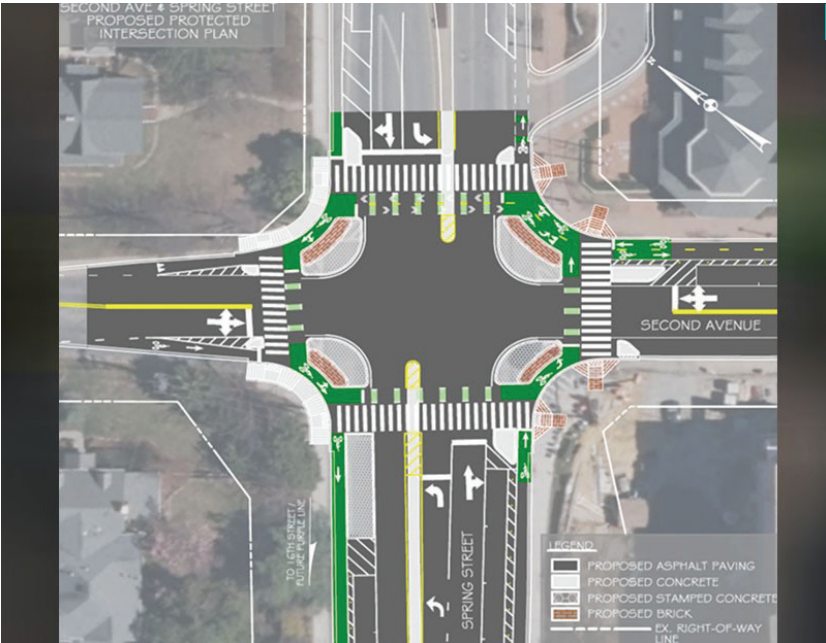 SECOND AVE & SPRING STREET
PROPOSED PROTECTED
INTERSECTION PLAN
N
SECOND AVENUE
TO 16TH STREET /
FUTURE PURPLE LINE
SPRING STREET
LEGEND
PROPOSED ASPHALT PAVING
PROPOSED CONCRETE
PROPOSED STAMPED CONCRETE
PROPOSED BRICK
EX. RIGHT-OF-WAY
LINE